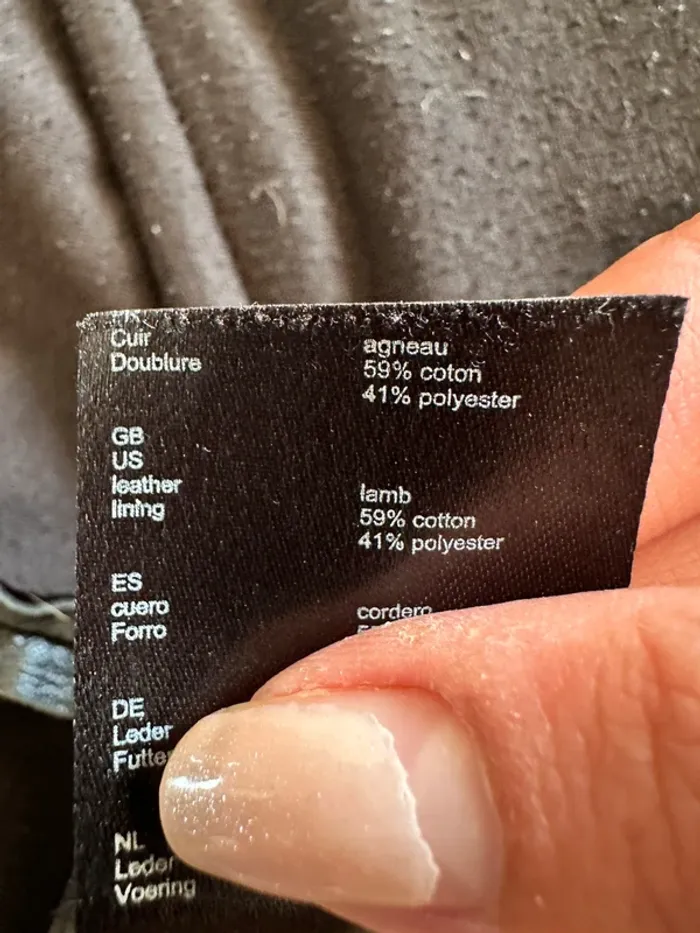 Cuir agneau
Doublure 59% coton
41% polyester
GB
US
leather lamb
lining 59% cotton
41% polyester
ES
cuero cordero
Forro
DE
Leder
NL
Leder
Voering